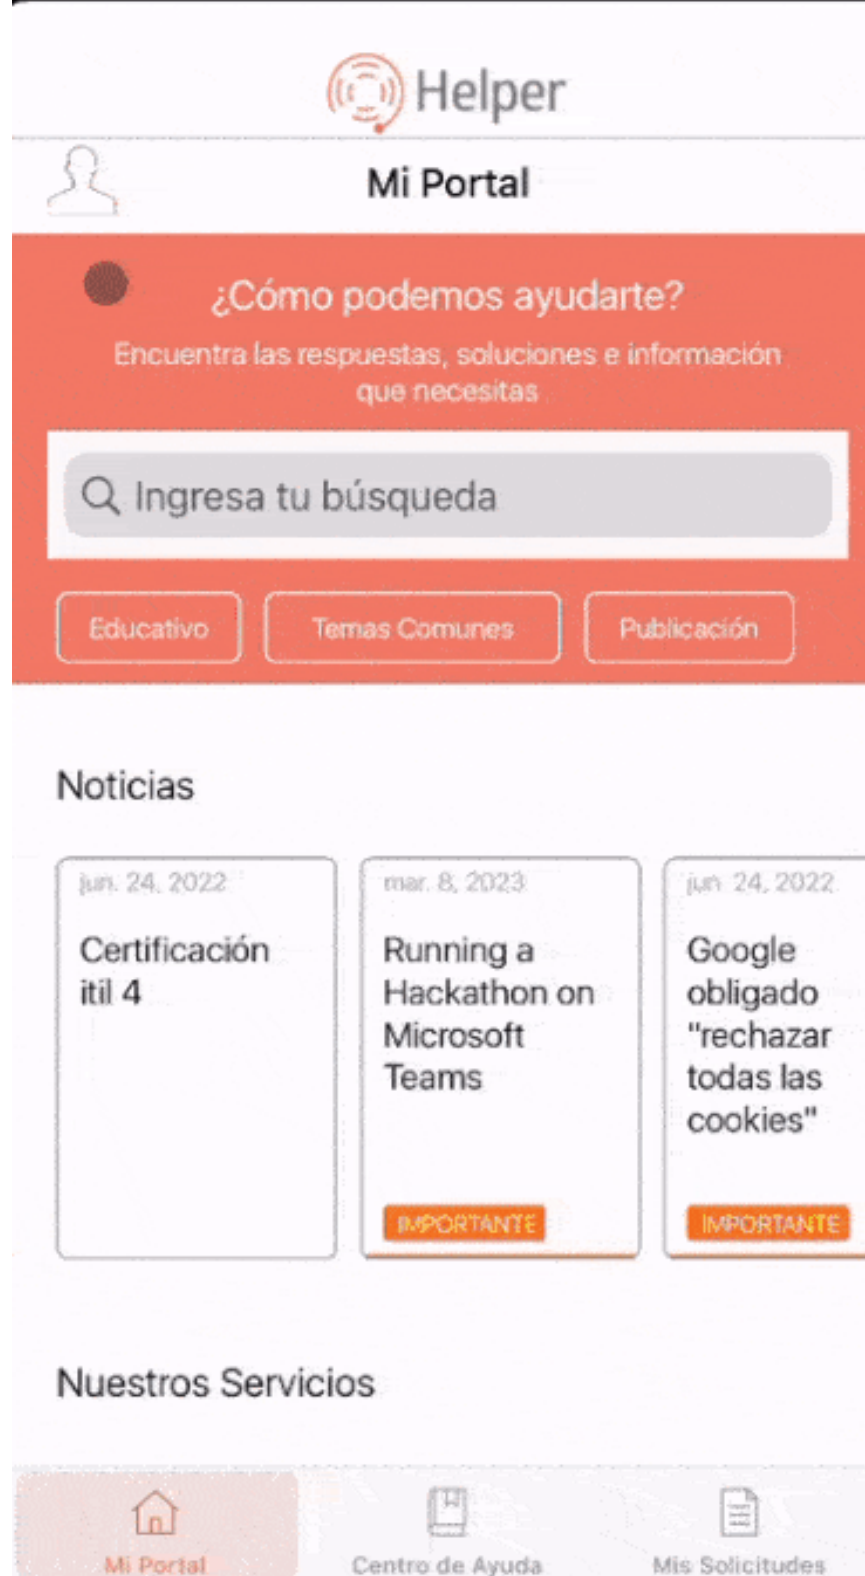 Helper
Mi Portal
¿Cómo podemos ayudarte?
Encuentra las respuestas, soluciones e información
que necesitas
Ingresa tu búsqueda
Educativo
Temas Comunes
Publicación
Noticias
jun. 24, 2022
Certificación
itil 4
mar. 8, 2023
Running a
Hackathon on
Microsoft
Teams
IMPORTANTE
jun. 24, 2022
Google
obligado
"rechazar
todas las
cookies"
IMPORTANTE
Nuestros Servicios
Mi Portal
Centro de Ayuda
Mis Solicitudes